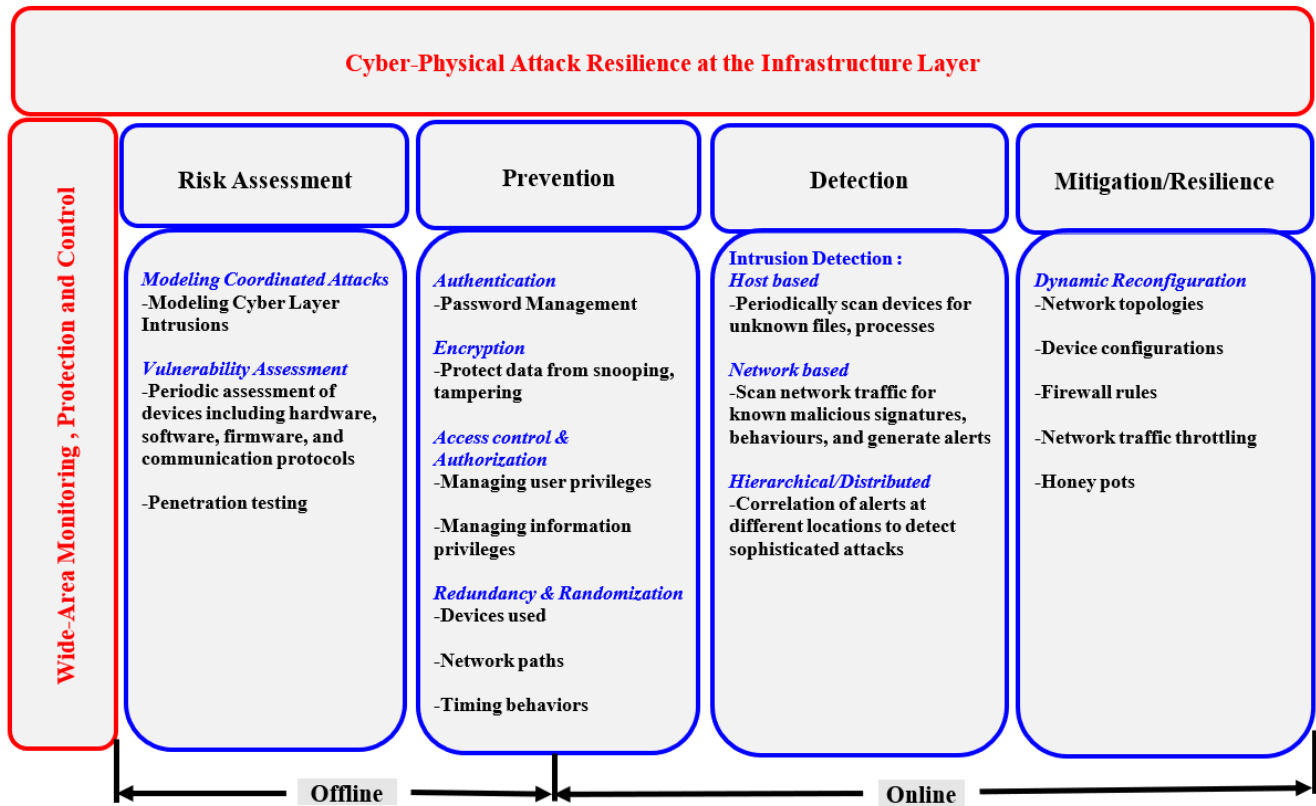 Cyber-Physical Attack Resilience at the Infrastructure Layer
Wide-Area Monitoring , Protection and Control
Risk Assessment
Modeling Coordinated Attacks
-Modeling Cyber Layer
Intrusions
Vulnerability Assessment
-Periodic assessment of
devices including hardware,
software, firmware, and
communication protocols
-Penetration testing
Prevention
Authentication
-Password Management
Encryption
-Protect data from snooping,
tampering
Access control &
Authorization
-Managing user privileges
-Managing information
privileges
Redundancy & Randomization
-Devices used
-Network paths
-Timing behaviors
Detection
Intrusion Detection :
Host based
-Periodically scan devices for
unknown files, processes
Network based
-Scan network traffic for
known malicious signatures,
behaviours, and generate alerts
Hierarchical/Distributed
-Correlation of alerts at
different locations to detect
sophisticated attacks
Mitigation/Resilience
Dynamic Reconfiguration
-Network topologies
-Device configurations
-Firewall rules
-Network traffic throttling
-Honey pots
Offline
Online